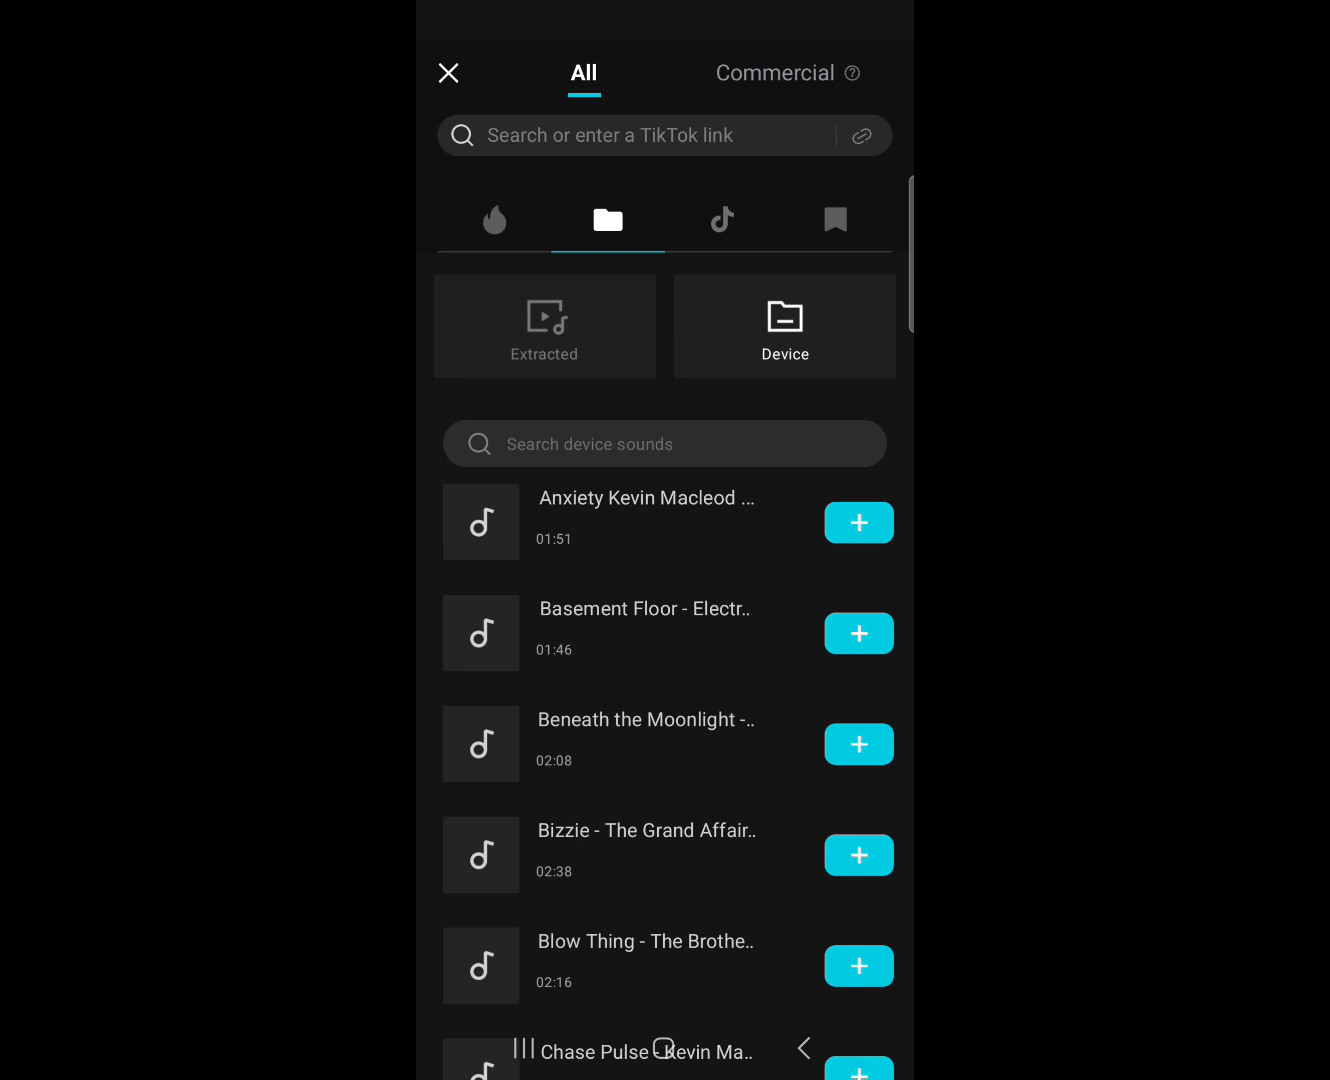 All
Commercial
Search or enter a TikTok link
Extracted
Device
Search device sounds
Anxiety Kevin Macleod ...
01:51
Basement Floor - Electr..
01:46
Beneath the Moonlight -..
02:08
Bizzie - The Grand Affair..
02:38
Blow Thing - The Brothe..
02:16
Chase Pulse - Kevin Ma..